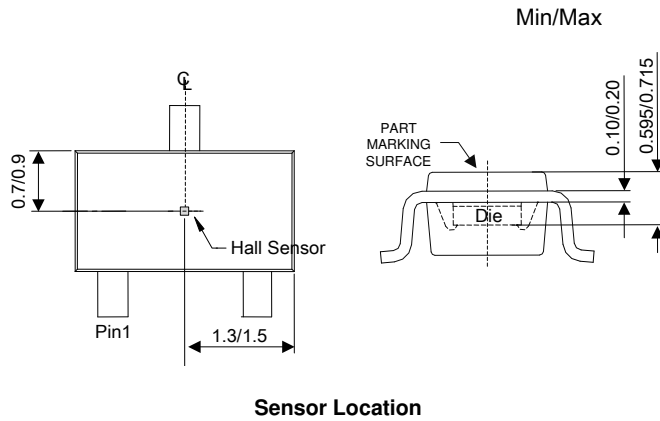 Min/Max
℄
0.7/0.9
Hall Sensor
Pin1
1.3/1.5
PART
MARKING
SURFACE
Die
0.10/0.20
0.595/0.715
Sensor Location